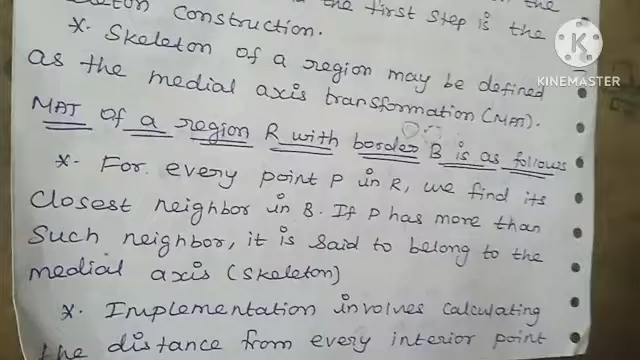 the first step is the
Construction.
*. Skeleton of a region may be defined
as the medial axis transformation (MAT).
MAT of a region R with border B is as follows
*. For every point P in R, we find its
closest neighbor in B. If P has more than
such neighbor, it is said to belong to the
medial axis (Skeleton)
*. Implementation involves calculating
the distance from every interior point
KINEMASTER